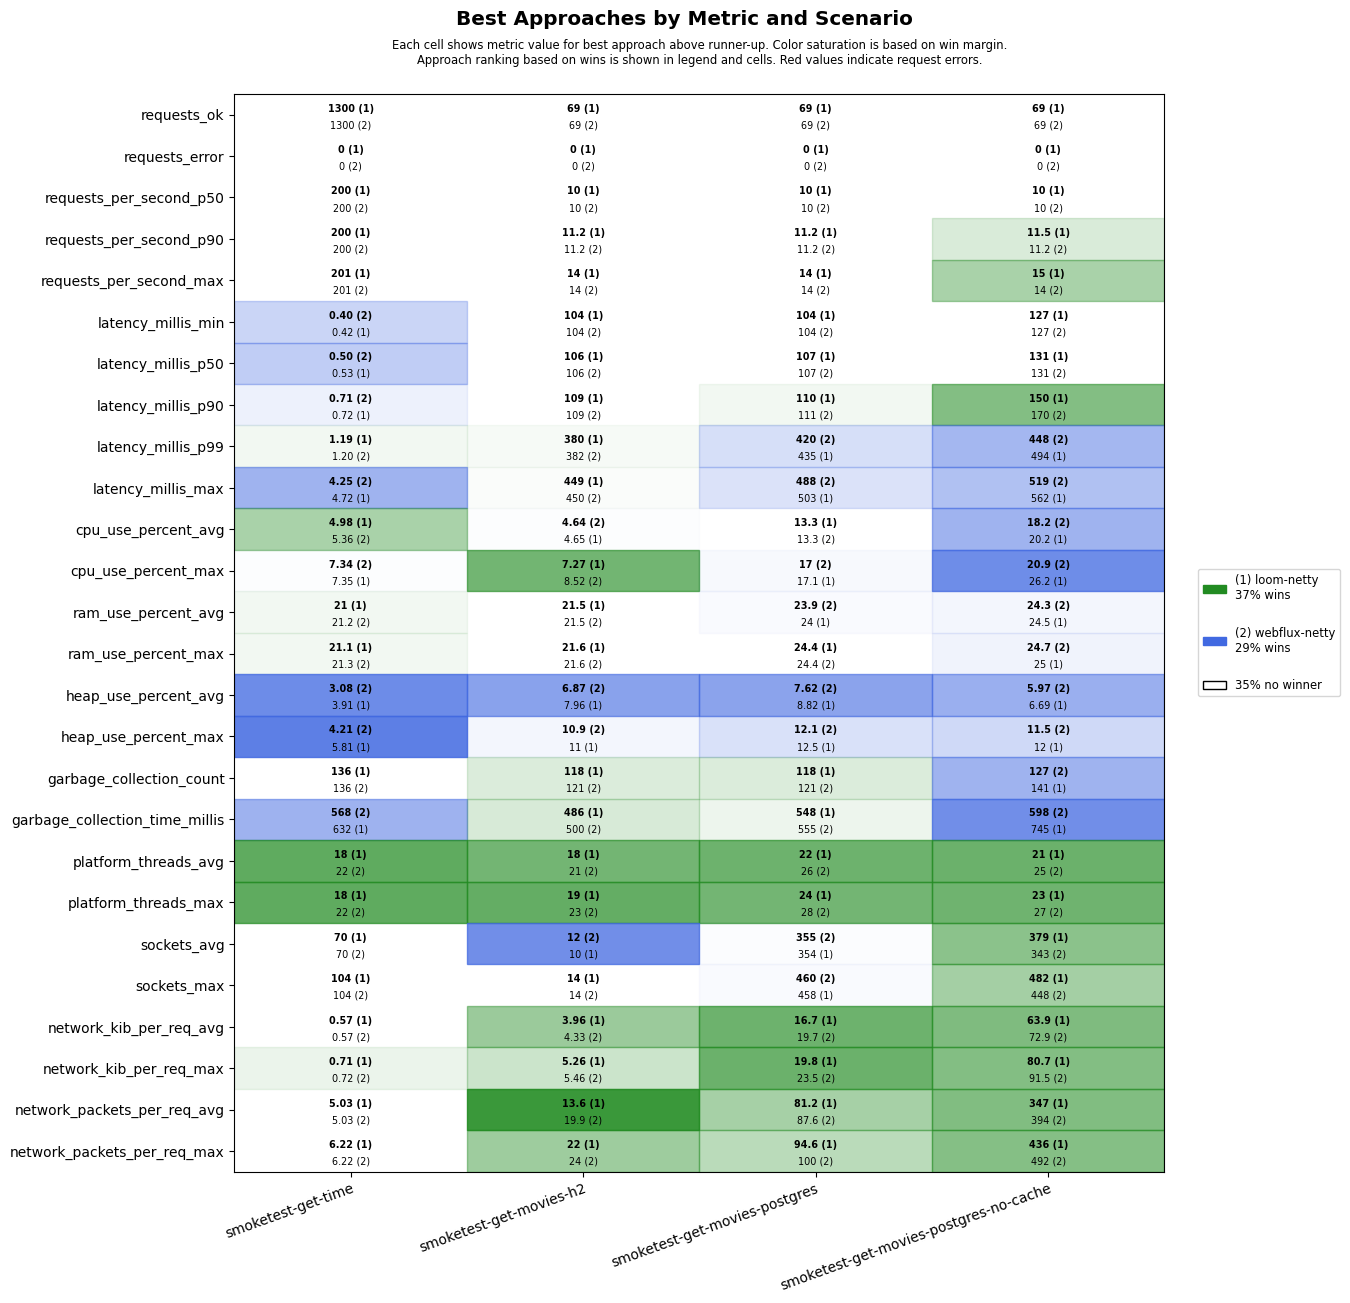 Best Approaches by Metric and Scenario
Each cell shows metric value for best approach above runner-up. Color saturation is based on win margin.
Approach ranking based on wins is shown in legend and cells. Red values indicate request errors.
requests_ok
1300 (1) 69 (1) 69 (1) 69 (1)
1300 (2) 69 (2) 69 (2) 69 (2)
requests_error
0 (1) 0 (1) 0 (1) 0 (1)
0 (2) 0 (2) 0 (2) 0 (2)
requests_per_second_p50
200 (1) 10 (1) 10 (1) 10 (1)
200 (2) 10 (2) 10 (2) 10 (2)
requests_per_second_p90
200 (1) 11.2 (1) 11.2 (1) 11.5 (1)
200 (2) 11.2 (2) 11.2 (2) 11.2 (2)
requests_per_second_max
201 (1) 14 (1) 14 (1) 15 (1)
201 (2) 14 (2) 14 (2) 14 (2)
latency_millis_min
0.40 (2) 104 (1) 104 (1) 127 (1)
0.42 (1) 104 (2) 104 (2) 127 (2)
latency_millis_p50
0.50 (2) 106 (1) 107 (1) 131 (1)
0.53 (1) 106 (2) 107 (2) 131 (2)
latency_millis_p90
0.71 (2) 109 (1) 110 (1) 150 (1)
0.72 (1) 109 (2) 111 (2) 170 (2)
latency_millis_p99
1.19 (1) 380 (1) 420 (2) 448 (2)
1.20 (2) 382 (2) 435 (1) 494 (1)
latency_millis_max
4.25 (2) 449 (1) 488 (2) 519 (2)
4.72 (1) 450 (2) 503 (1) 562 (1)
cpu_use_percent_avg
4.98 (1) 4.64 (2) 13.3 (1) 18.2 (2)
5.36 (2) 4.65 (1) 13.3 (2) 20.2 (1)
cpu_use_percent_max
7.34 (2) 7.27 (1) 17 (2) 20.9 (2)
7.35 (1) 8.52 (2) 17.1 (1) 26.2 (1)
ram_use_percent_avg
21 (1) 21.5 (1) 23.9 (2) 24.3 (2)
21.2 (2) 21.5 (2) 24 (1) 24.5 (1)
ram_use_percent_max
21.1 (1) 21.6 (1) 24.4 (1) 24.7 (2)
21.3 (2) 21.6 (2) 24.4 (2) 25 (1)
heap_use_percent_avg
3.08 (2) 6.87 (2) 7.62 (2) 5.97 (2)
3.91 (1) 7.96 (1) 8.82 (1) 6.69 (1)
heap_use_percent_max
4.21 (2) 10.9 (2) 12.1 (2) 11.5 (2)
5.81 (1) 11 (1) 12.5 (1) 12 (1)
garbage_collection_count
136 (1) 118 (1) 118 (1) 127 (2)
136 (2) 121 (2) 121 (2) 141 (1)
garbage_collection_time_millis
568 (2) 486 (1) 548 (1) 598 (2)
632 (1) 500 (2) 555 (2) 745 (1)
platform_threads_avg
18 (1) 18 (1) 22 (1) 21 (1)
22 (2) 21 (2) 26 (2) 25 (2)
platform_threads_max
18 (1) 19 (1) 24 (1) 23 (1)
22 (2) 23 (2) 28 (2) 27 (2)
sockets_avg
70 (1) 12 (2) 355 (2) 379 (1)
70 (2) 10 (1) 354 (1) 343 (2)
sockets_max
104 (1) 14 (1) 460 (2) 482 (1)
104 (2) 14 (2) 458 (1) 448 (2)
network_kib_per_req_avg
0.57 (1) 3.96 (1) 16.7 (1) 63.9 (1)
0.57 (2) 4.33 (2) 19.7 (2) 72.9 (2)
network_kib_per_req_max
0.71 (1) 5.26 (1) 19.8 (1) 80.7 (1)
0.72 (2) 5.46 (2) 23.5 (2) 91.5 (2)
network_packets_per_req_avg
5.03 (1) 13.6 (1) 81.2 (1) 347 (1)
5.03 (2) 19.9 (2) 87.6 (2) 394 (2)
network_packets_per_req_max
6.22 (1) 22 (1) 94.6 (1) 436 (1)
6.22 (2) 24 (2) 100 (2) 492 (2)
smoketest-get-time
smoketest-get-movies-h2
smoketest-get-movies-postgres
smoketest-get-movies-postgres-no-cache
(1) loom-netty
37% wins
(2) webflux-netty
29% wins
35% no winner